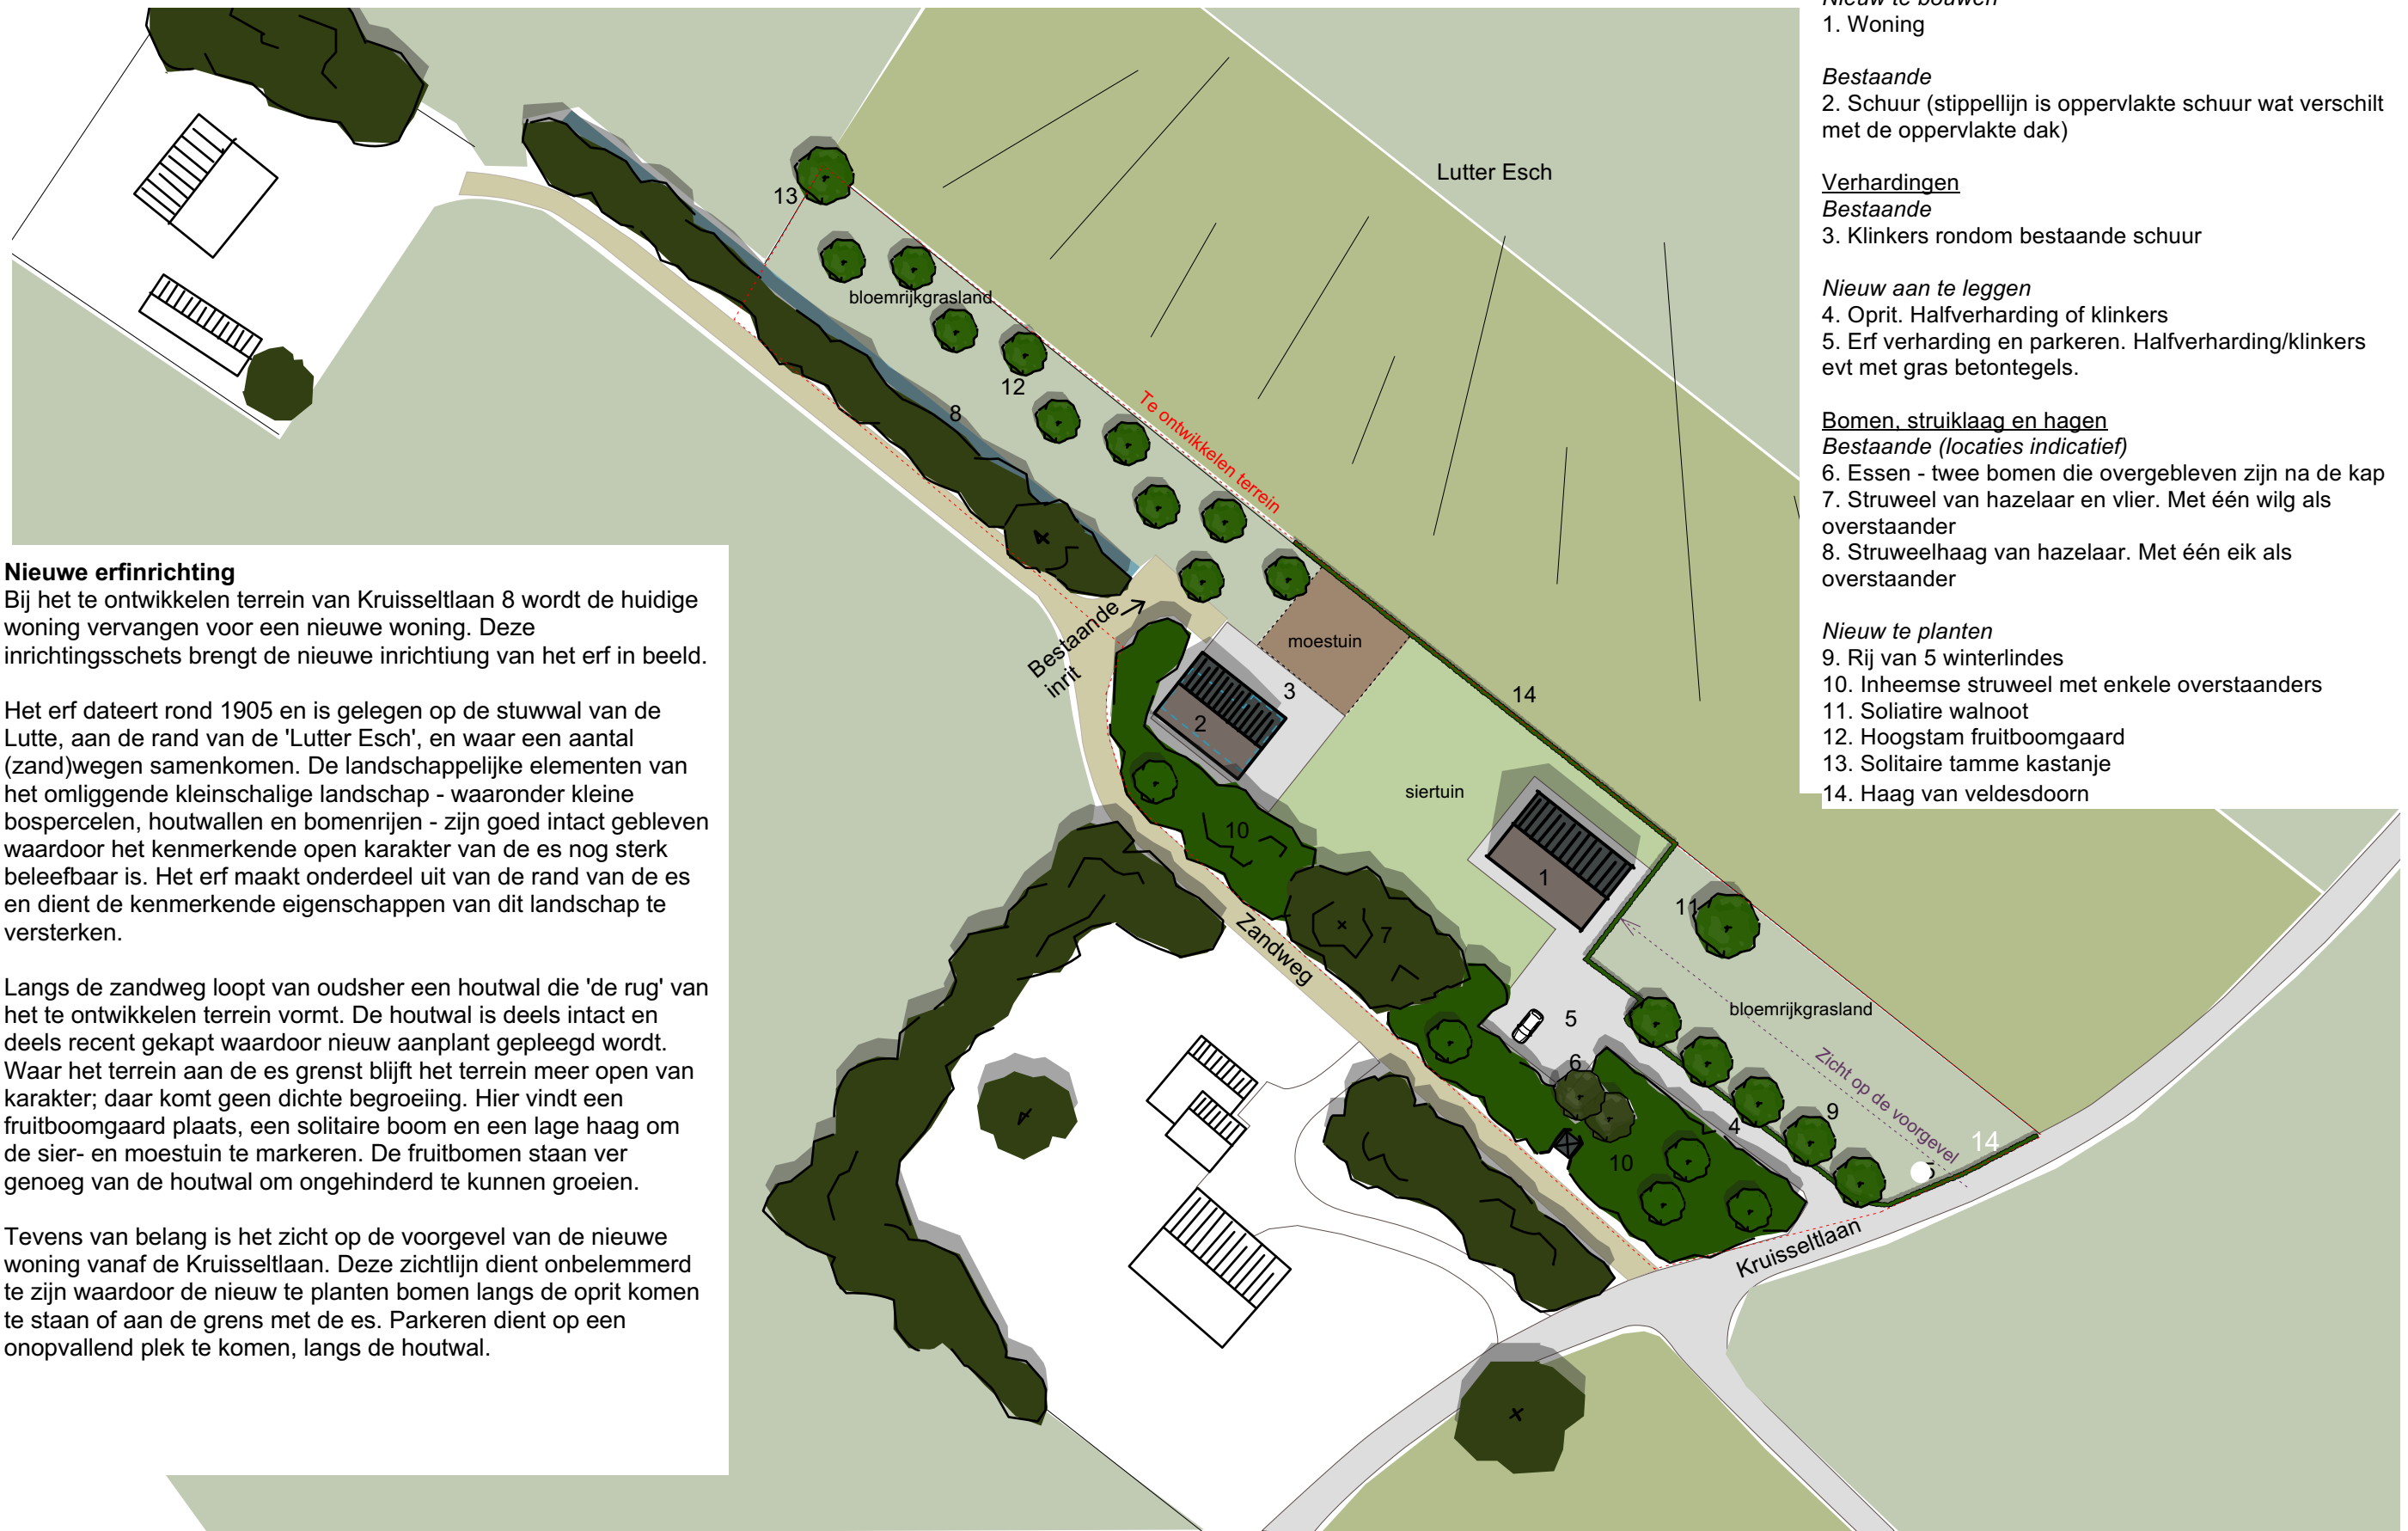 Nieuw te bouwen
1. Woning
Bestaande
2. Schuur (stippellijn is oppervlakte schuur wat verschilt
met de oppervlakte dak)
Verhardingen
Bestaande
3. Klinkers rondom bestaande schuur
Nieuw aan te leggen
4. Oprit. Halfverharding of klinkers
5. Erf verharding en parkeren. Halfverharding/klinkers
evt met gras betontegels.
Bomen, struiklaag en hagen
Bestaande (locaties indicatief)
6. Essen - twee bomen die overgebleven zijn na de kap
7. Struweel van hazelaar en vlier. Met één wilg als
overstaander
8. Struweelhaag van hazelaar. Met één eik als
overstaander
Nieuw te planten
9. Rij van 5 winterlindes
10. Inheemse struweel met enkele overstaanders
11. Soliatire walnoot
12. Hoogstam fruitboomgaard
13. Solitaire tamme kastanje
14. Haag van veldesdoorn
Lutter Esch
13
bloemrijkgrasland
12
8
Te ontwikkelen terrein
Bestaande
inrit
moestuin
3
2
14
siertuin
10
1
11
7
Zandweg
5
bloemrijkgrasland
6
Zicht op de voorgevel
9
4
14
10
Kruisseltlaan
Nieuwe erfinrichting
Bij het te ontwikkelen terrein van Kruisseltlaan 8 wordt de huidige
woning vervangen voor een nieuwe woning. Deze
inrichtingsschets brengt de nieuwe inrichtiung van het erf in beeld.
Het erf dateert rond 1905 en is gelegen op de stuwwal van de
Lutte, aan de rand van de 'Lutter Esch', en waar een aantal
(zand)wegen samenkomen. De landschappelijke elementen van
het omliggende kleinschalige landschap - waaronder kleine
bospercelen, houtwallen en bomenrijen - zijn goed intact gebleven
waardoor het kenmerkende open karakter van de es nog sterk
beleefbaar is. Het erf maakt onderdeel uit van de rand van de es
en dient de kenmerkende eigenschappen van dit landschap te
versterken.
Langs de zandweg loopt van oudsher een houtwal die 'de rug' van
het te ontwikkelen terrein vormt. De houtwal is deels intact en
deels recent gekapt waardoor nieuw aanplant gepleegd wordt.
Waar het terrein aan de es grenst blijft het terrein meer open van
karakter; daar komt geen dichte begroeiing. Hier vindt een
fruitboomgaard plaats, een solitaire boom en een lage haag om
de sier- en moestuin te markeren. De fruitbomen staan ver
genoeg van de houtwal om ongehinderd te kunnen groeien.
Tevens van belang is het zicht op de voorgevel van de nieuwe
woning vanaf de Kruisseltlaan. Deze zichtlijn dient onbelemmerd
te zijn waardoor de nieuw te planten bomen langs de oprit komen
te staan of aan de grens met de es. Parkeren dient op een
onopvallend plek te komen, langs de houtwal.